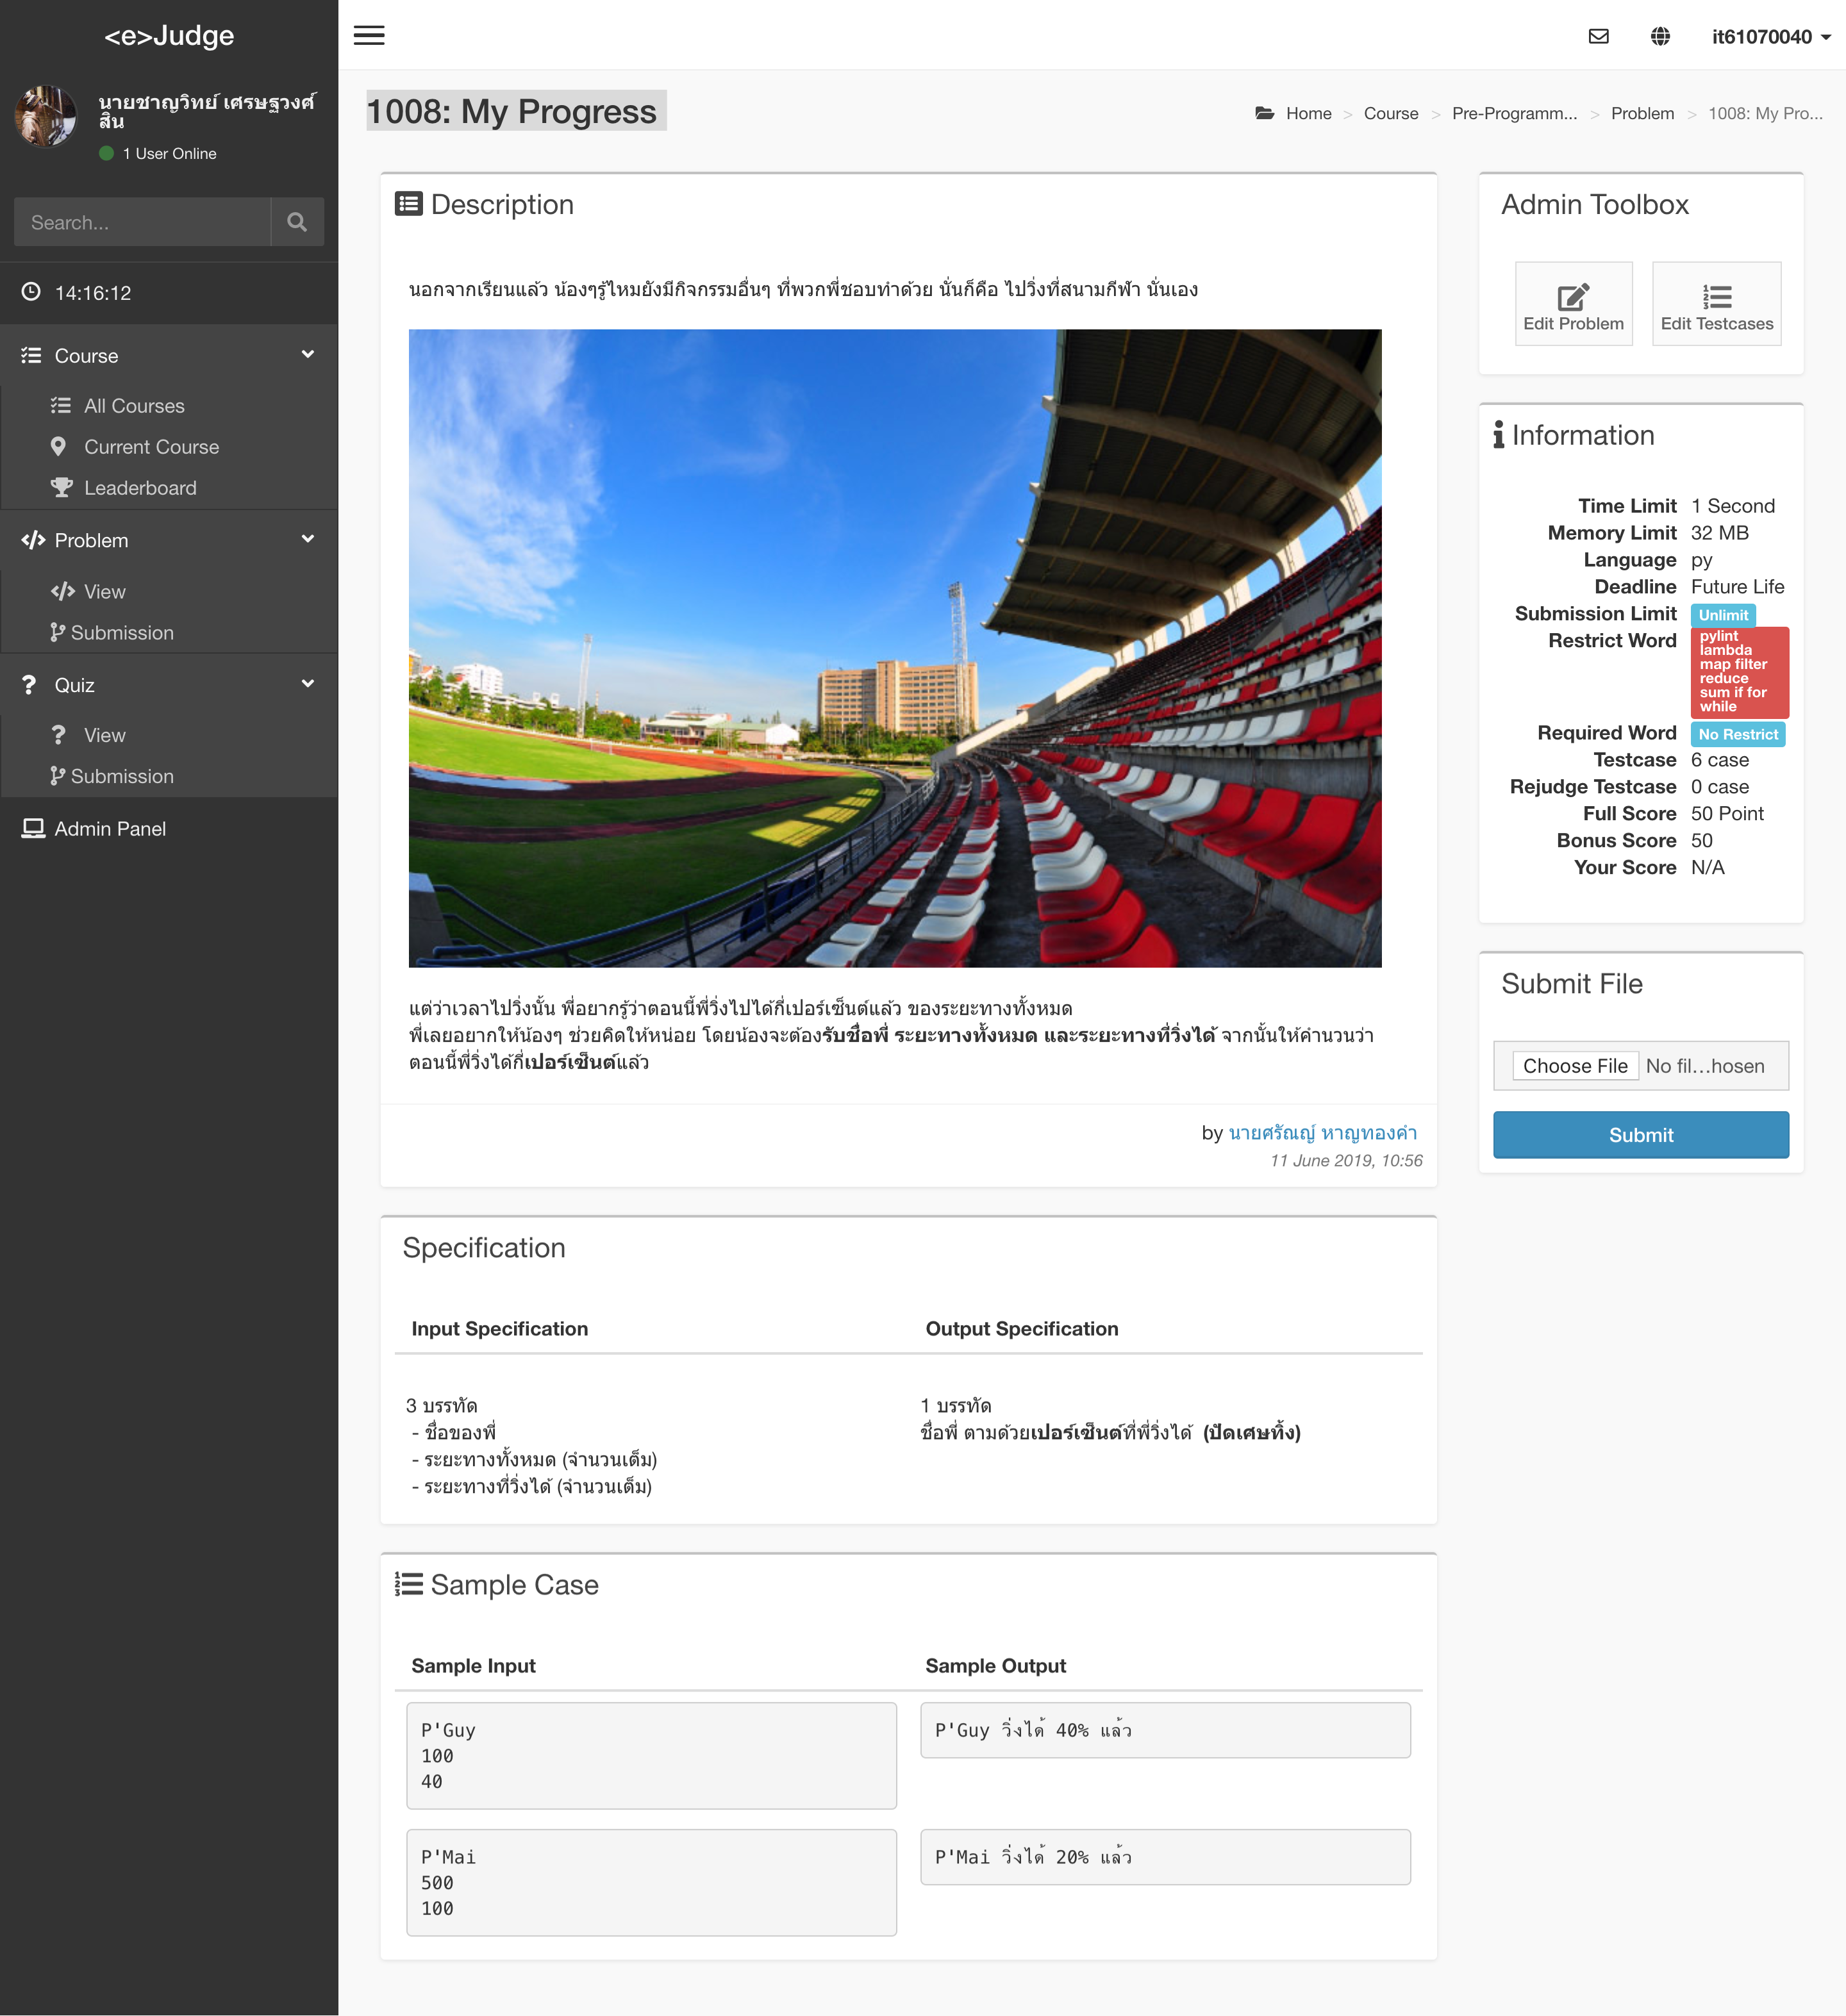 <e>Judge
it61070040
นายชาญวิทย์ เศรษฐวงศ์
สิน
1 User Online
Search...
14:16:12
Course
All Courses
Current Course
Leaderboard
Problem
View
Submission
Quiz
View
Submission
Admin Panel
1008: My Progress
Home > Course > Pre-Programm... > Problem > 1008: My Pro...
Description
นอกจากเรียนแล้ว น้องๆรู้ไหมยังมีกิจกรรมอื่นๆ ที่พวกพี่ชอบทำด้วย นั่นก็คือ ไปวิ่งที่สนามกีฬา นั่นเอง
แต่ว่าเวลาไปวิ่งนั้น พี่อยากรู้ว่าตอนนี้พี่วิ่งไปได้กี่เปอร์เซ็นต์แล้ว ของระยะทางทั้งหมด
พี่เลยอยากให้น้องๆ ช่วยคิดให้หน่อย โดยน้องจะต้องรับชื่อพี่ ระยะทางทั้งหมด และระยะทางที่วิ่งได้ จากนั้นให้คำนวนว่า
ตอนนี้พี่วิ่งได้กี่เปอร์เซ็นต์แล้ว
by นายศรัณญ์ หาญทองคำ
11 June 2019, 10:56
Specification
Input Specification
Output Specification
3 บรรทัด
- ชื่อของพี่
- ระยะทางทั้งหมด (จำนวนเต็ม)
- ระยะทางที่วิ่งได้ (จำนวนเต็ม)
1 บรรทัด
ชื่อพี่ ตามด้วยเปอร์เซ็นต์ที่พี่วิ่งได้ (ปัดเศษทิ้ง)
Sample Case
Sample Input
Sample Output
P'Guy
100
40
P'Guy วิ่งได้ 40% แล้ว
P'Mai
500
100
P'Mai วิ่งได้ 20% แล้ว
Admin Toolbox
Edit Problem
Edit Testcases
Information
Time Limit 1 Second
Memory Limit 32 MB
Language py
Deadline Future Life
Submission Limit Unlimit
Restrict Word pylint
lambda
map filter
reduce
sum if for
while
Required Word No Restrict
Testcase 6 case
Rejudge Testcase 0 case
Full Score 50 Point
Bonus Score 50
Your Score N/A
Submit File
Choose File No fil...hosen
Submit